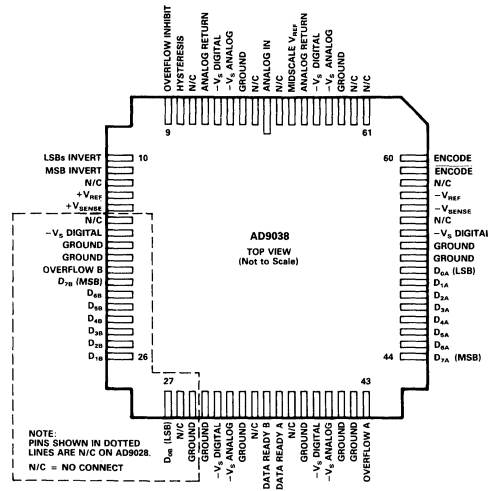 OVERFLOW INHIBIT
HYSTERESIS
N/C
ANALOG RETURN
–VS DIGITAL
–VS ANALOG
GROUND
N/C
ANALOG IN
N/C
MIDSCALE VREF
ANALOG RETURN
–VS DIGITAL
–VS ANALOG
GROUND
N/C
N/C
9
61
LSBs INVERT
10
MSB INVERT
N/C
+VREF
+VSENSE
N/C
–VS DIGITAL
GROUND
GROUND
OVERFLOW B
D7B (MSB)
D6B
D5B
D4B
D3B
D2B
D1B
26
AD9038
TOP VIEW
(Not to Scale)
60
ENCODE
ENCODE
N/C
–VREF
–VSENSE
N/C
–VS DIGITAL
GROUND
GROUND
D0A (LSB)
D1A
D2A
D3A
D4A
D5A
D6A
44
D7A (MSB)
27
43
D0B (LSB)
N/C
GROUND
GROUND
–VS DIGITAL
–VS ANALOG
GROUND
N/C
DATA READY B
DATA READY A
N/C
GROUND
–VS DIGITAL
–VS ANALOG
GROUND
GROUND
OVERFLOW A
NOTE:
PINS SHOWN IN DOTTED
LINES ARE N/C ON AD9028.
N/C = NO CONNECT